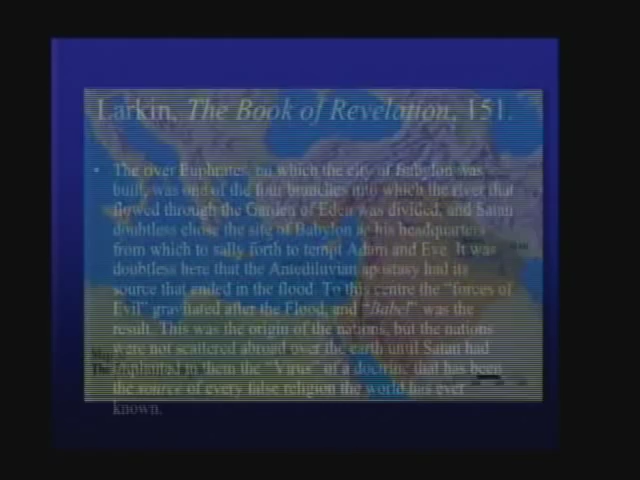 Larkin, The Book of Revelation, 151.
• The river Euphrates, on which the city of Babylon was
built, was one of the four branches into which the river that
flowed through the Garden of Eden was divided, and Satan
doubtless chose the site of Babylon as his headquarters
from which to sally forth to tempt Adam and Eve. It was
doubtless here that the Antediluvian apostasy had its
source that ended in the flood. To this centre the "forces of
Evil" gravitated after the Flood, and "Babel" was the
result. This was the origin of the nations, but the nations
were not scattered abroad over the earth until Satan had
implanted in them the "Virus" of a doctrine that has been
the source of every false religion the world has ever
known.